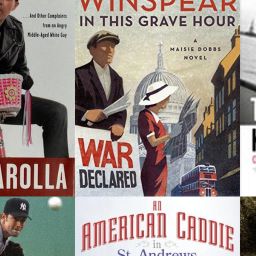 ...And Other Complaints
from an Angry
Middle-Aged White Guy
AROLLA
WINSPEAR
IN THIS GRAVE HOUR
A
MAISIE DOBBS
NOVEL
WAR
DECLARED
AN
AMERICAN CADDIE
in
St. Andrews